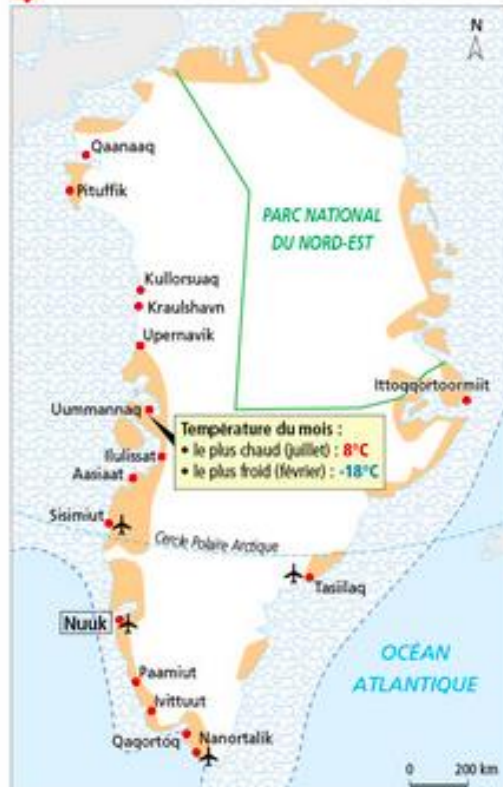 N
Qaanaaq
Pituffik
PARC NATIONAL
DU NORD-EST
Kullorsuaq
Kraulshavn
Upernavik
Ittoqqortoormiit
Uummannaq
Température du mois :
• le plus chaud (juillet) : 8°C
• le plus froid (février) : -18°C
Ilulissat
Aasiaat
Sisimiut
Cercle Polaire Arctique
Tasiilaq
Nuuk
OCÉAN
ATLANTIQUE
Paamiut
Ivittuut
Qaqortoq
Nanortalik
0 200 km